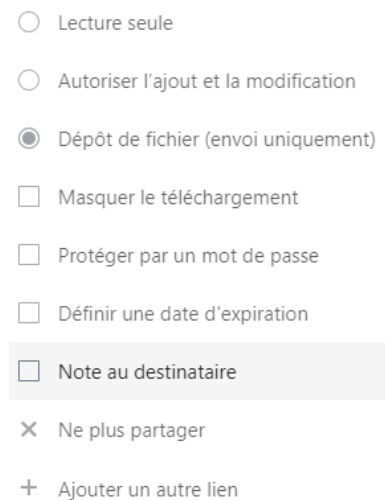 Lecture seule
Autoriser l'ajout et la modification
Dépôt de fichier (envoi uniquement)
Masquer le téléchargement
Protéger par un mot de passe
Définir une date d'expiration
Note au destinataire
Ne plus partager
Ajouter un autre lien